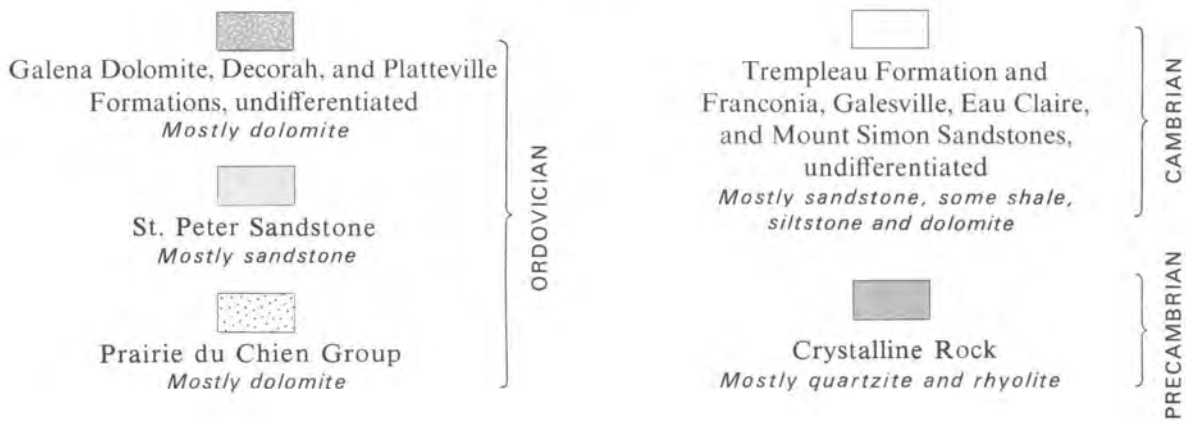 Galena Dolomite, Decorah, and Platteville
Formations, undifferentiated
Mostly dolomite
St. Peter Sandstone
Mostly sandstone
Prairie du Chien Group
Mostly dolomite
ORDOVICIAN
Trempleau Formation and
Franconia, Galesville, Eau Claire,
and Mount Simon Sandstones,
undifferentiated
Mostly sandstone, some shale,
siltstone and dolomite
CAMBRIAN
Crystalline Rock
Mostly quartzite and rhyolite
PRECAMBRIAN